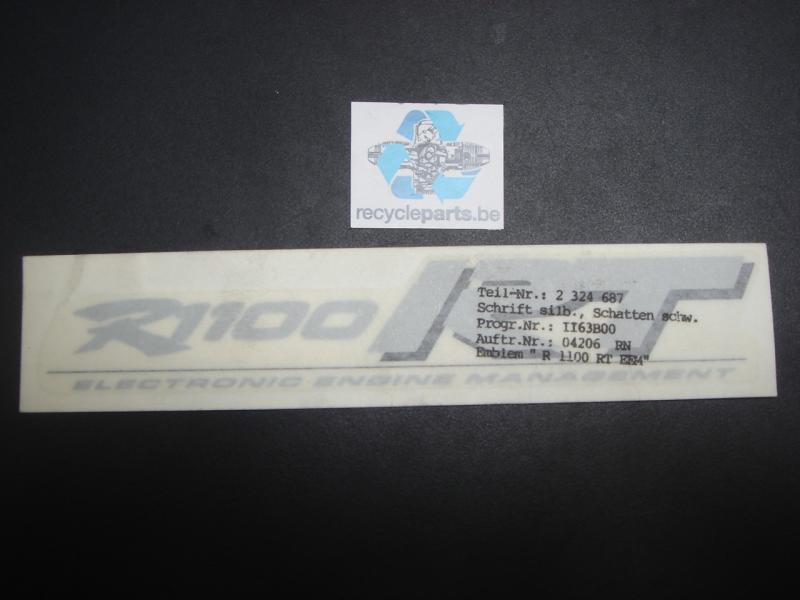 recycleparts.be
R1100 RT
Teil-Nr.: 2 324 687
Schrift silb., Schatten schw.
Progr.Nr.: II63B00
Auftr.Nr.: 04206 RN
Emblem " R 1100 RT EEM"
ELECTRONIC ENGINE MANAGEMENT